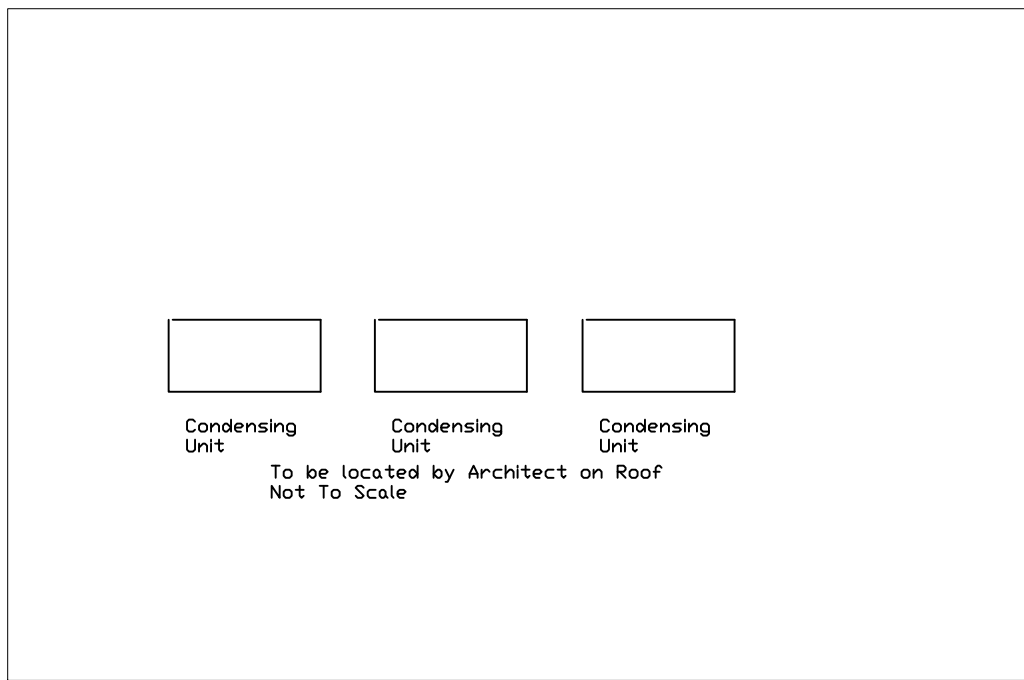 Condensing
Unit
Condensing
Unit
Condensing
Unit
To be located by Architect on Roof
Not To Scale